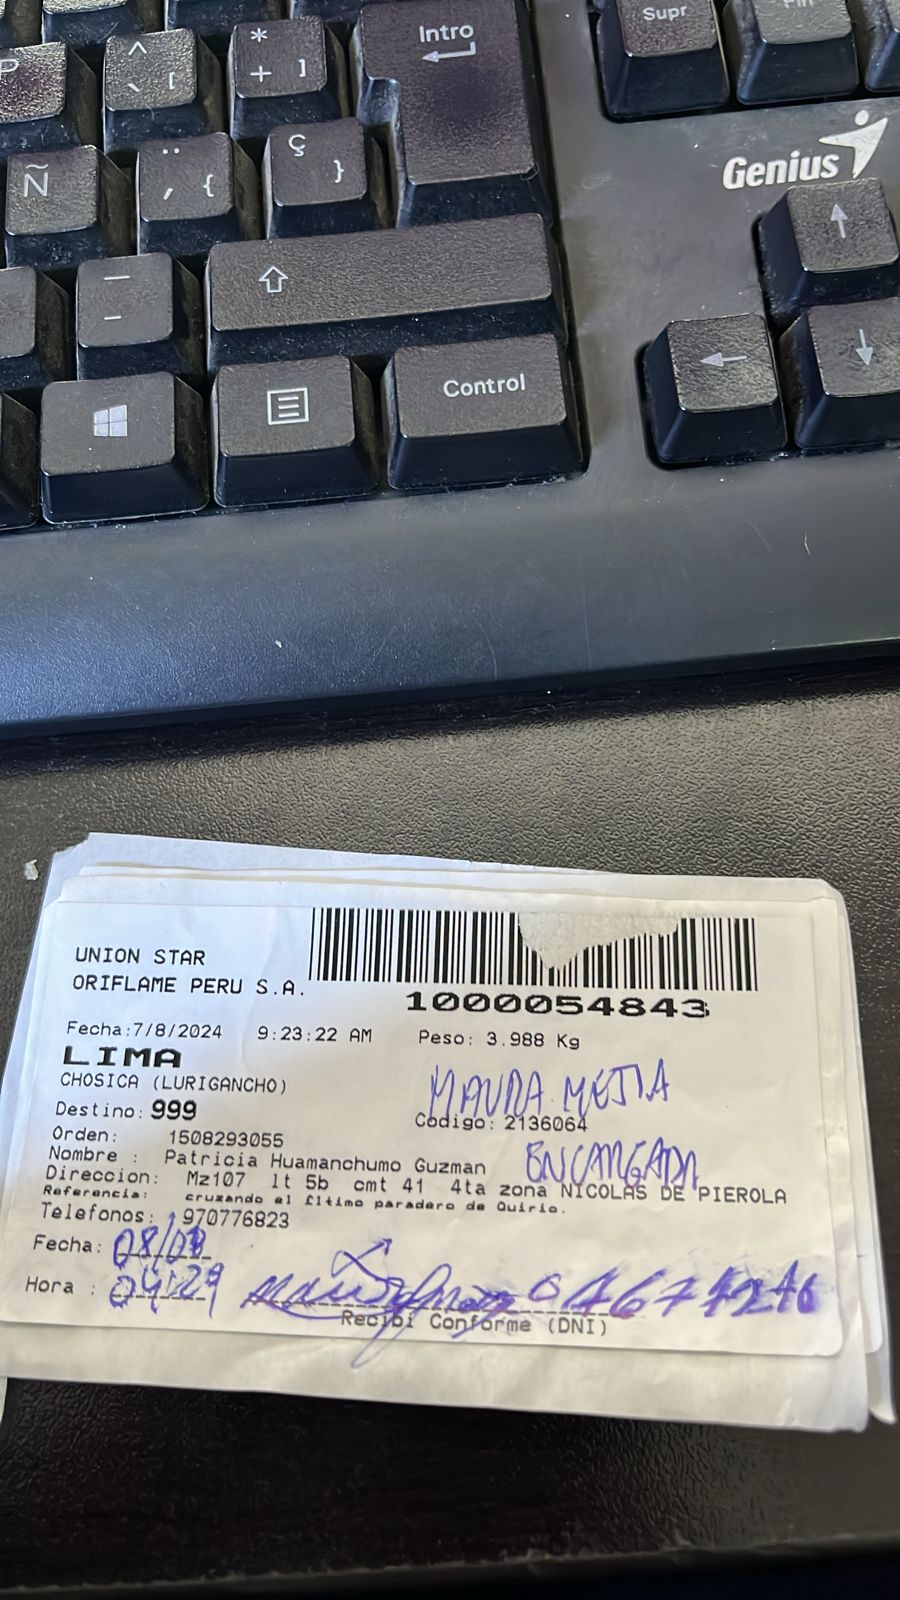 Supr
Fin
Intro
P
^
` [
*
+ ]
Genius
Ñ
¨
´ {
Ç
}
Control
UNION STAR
ORIFLAME PERU S.A.
1000054843
Fecha:7/8/2024 9:23:22 AM Peso: 3.988 Kg
LIMA
CHOSICA (LURIGANCHO)
MAURA MEJIA
Destino: 999
Codigo: 2136064
Orden: 1508293055
ENCARGADA
Nombre : Patricia Huamanchumo Guzman
Direccion: Mz107 lt 5b cmt 41 4ta zona NICOLAS DE PIEROLA
Referencia: cruzando el £ltimo paradero de Quirio.
Telefonos: 970776823
Fecha: 08/08
Hora : 04:29
Recibi Conforme (DNI)